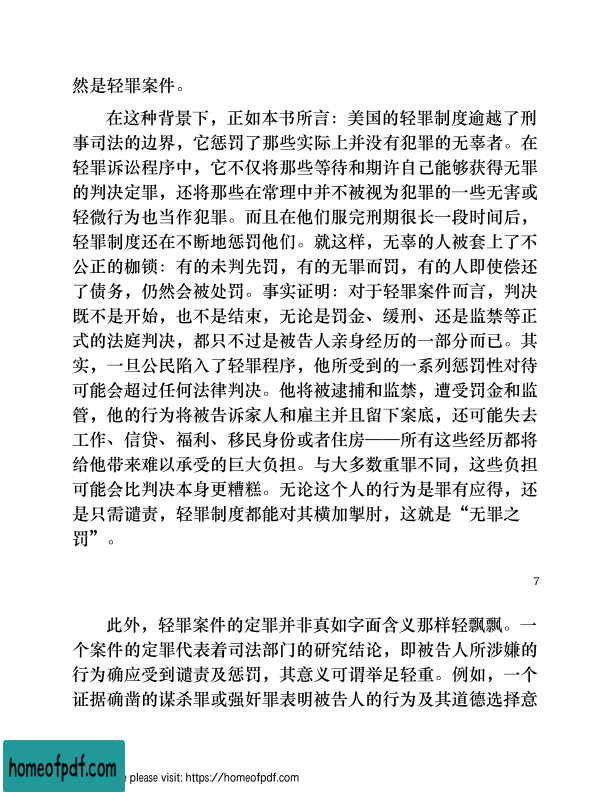 然是轻罪案件。
在这种背景下，正如本书所言：美国的轻罪制度逾越了刑
事司法的边界，它惩罚了那些实际上并没有犯罪的无辜者。在
轻罪诉讼程序中，它不仅将那些等待和期许自己能够获得无罪
的判决定罪，还将那些在常理中并不被视为犯罪的一些无害或
轻微行为也当作犯罪。而且在他们服完刑期很长一段时间后，
轻罪制度还在不断地惩罚他们。就这样，无辜的人被套上了不
公正的枷锁：有的未判先罚，有的无罪而罚，有的人即使偿还
了债务，仍然会被处罚。事实证明：对于轻罪案件而言，判决
既不是开始，也不是结束，无论是罚金、缓刑、还是监禁等正
式的法庭判决，都只不过是被告人亲身经历的一部分而已。其
实，一旦公民陷入了轻罪程序，他所受到的一系列惩罚性对待
可能会超过任何法律判决。他将被逮捕和监禁，遭受罚金和监
管，他的行为将被告诉家人和雇主并且留下案底，还可能失去
工作、信贷、福利、移民身份或者住房——所有这些经历都将
给他带来难以承受的巨大负担。与大多数重罪不同，这些负担
可能会比判决本身更糟糕。无论这个人的行为是罪有应得，还
是只需谴责，轻罪制度都能对其横加掣肘，这就是“无罪之
罚”。
7
此外，轻罪案件的定罪并非真如字面含义那样轻飘飘。一
个案件的定罪代表着司法部门的研究结论，即被告人所涉嫌的
行为确应受到谴责及惩罚，其意义可谓举足轻重。例如，一个
证据确凿的谋杀罪或强奸罪表明被告人的行为及其道德选择意
homeofpdf.com
e please visit: https://homeofpdf.com